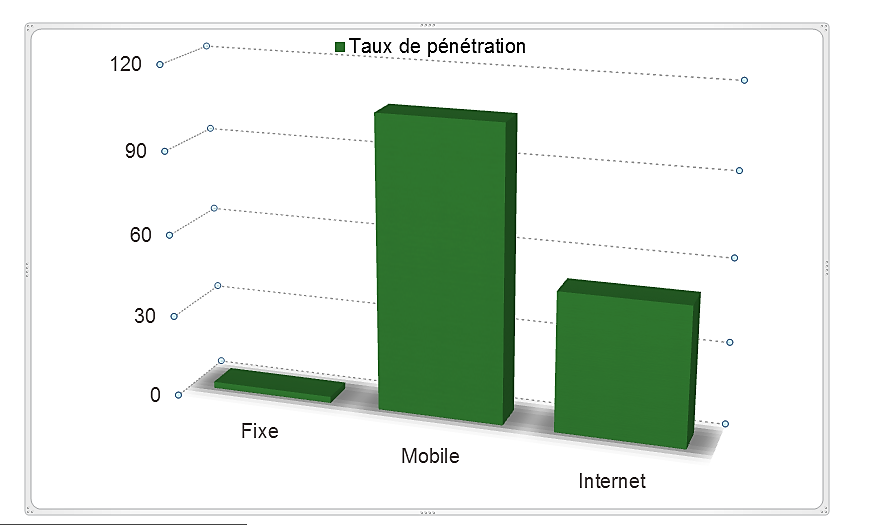 Taux de pénétration
120
90
60
30
0
Fixe
Mobile
Internet